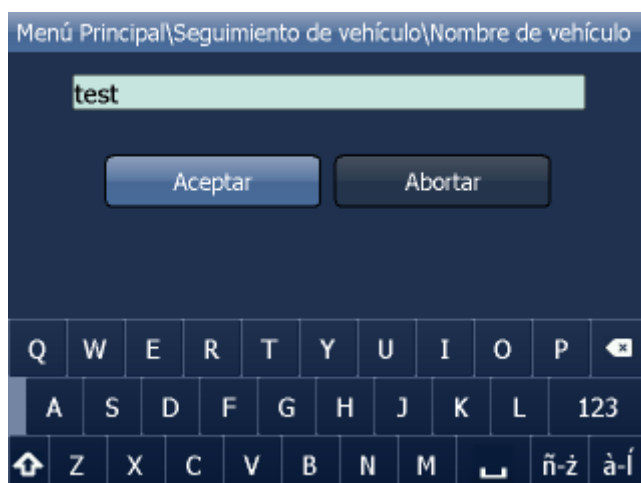 Menú Principal\Seguimiento de vehículo\Nombre de vehículo
test
Aceptar Abortar
Q W E R T Y U I O P
A S D F G H J K L 123
Z X C V B N M ñ-ż à-Í